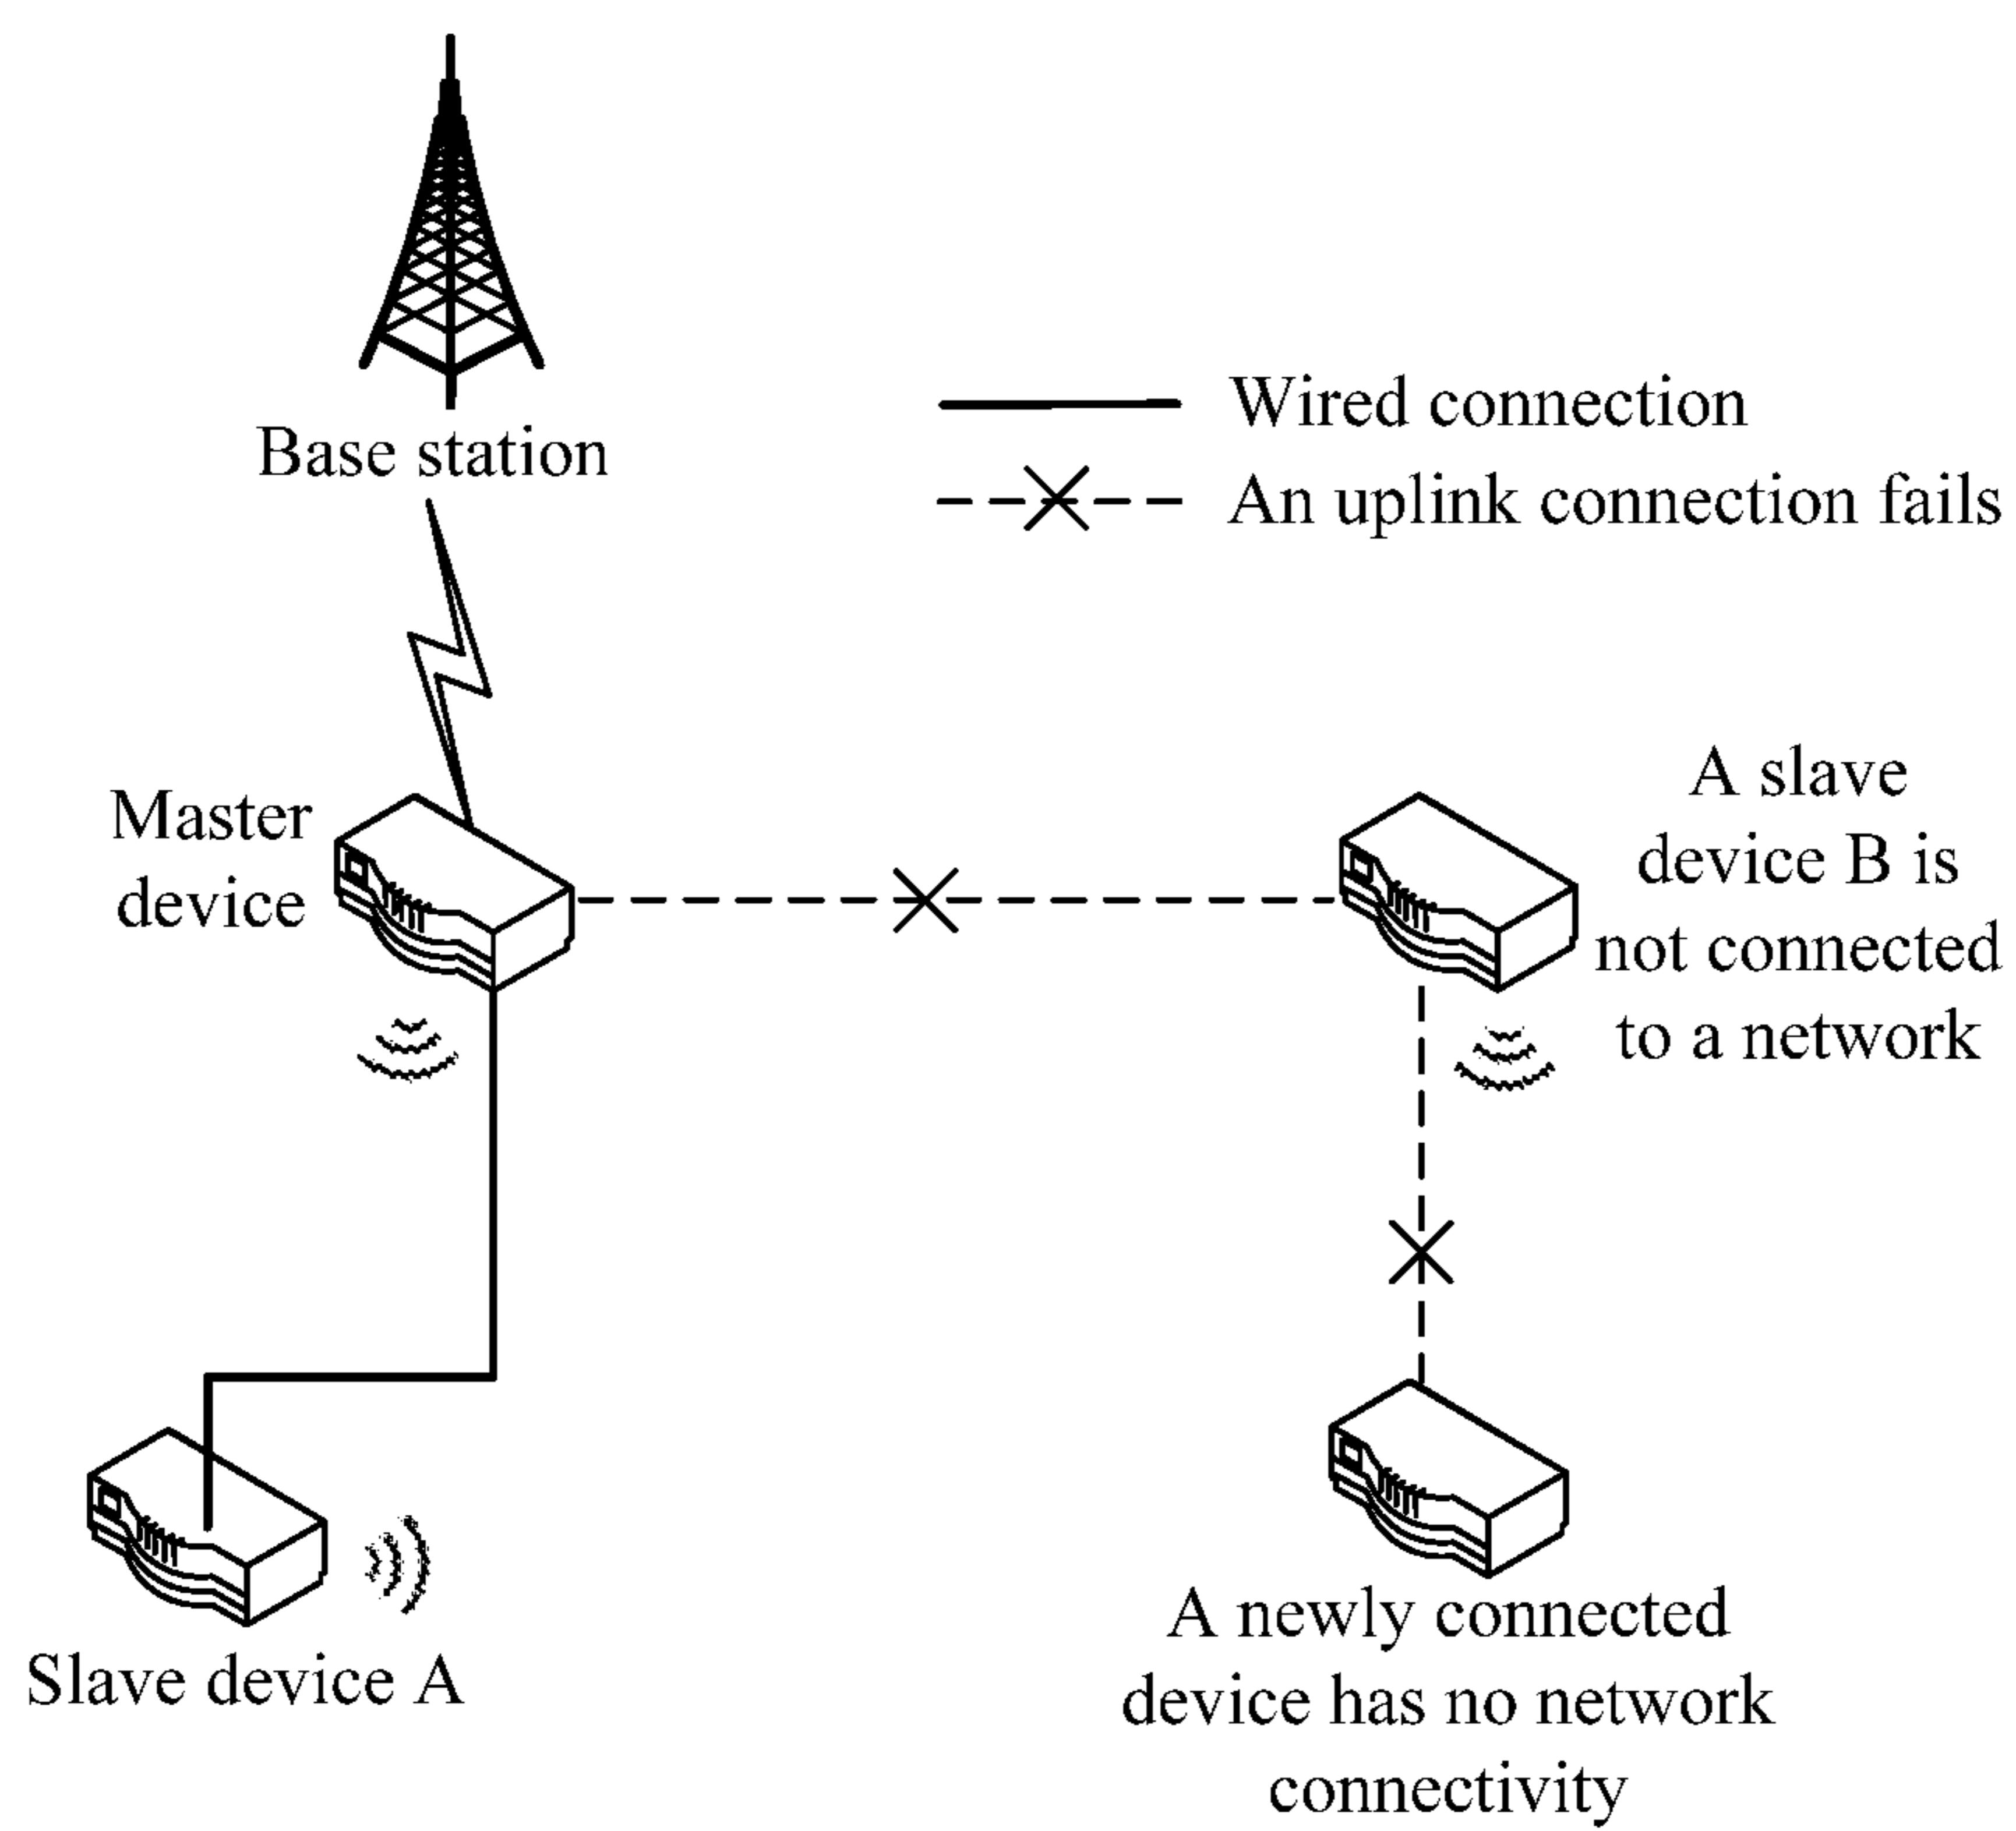 Base station
Wired connection
An uplink connection fails
Master
device
A slave
device B is
not connected
to a network
Slave device A
A newly connected
device has no network
connectivity